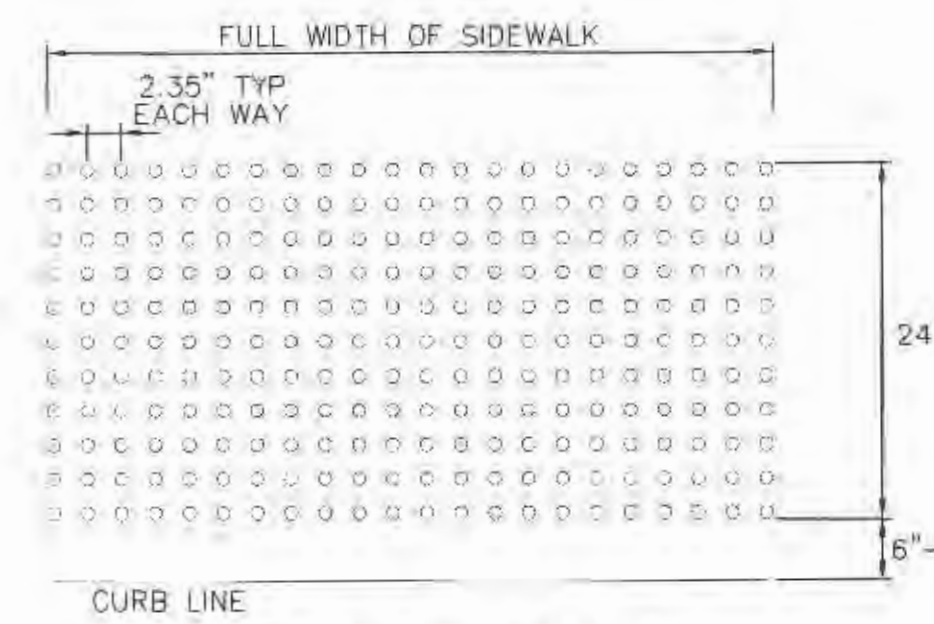 FULL WIDTH OF SIDEWALK
2.35" TYP
EACH WAY
24
6"-
CURB LINE